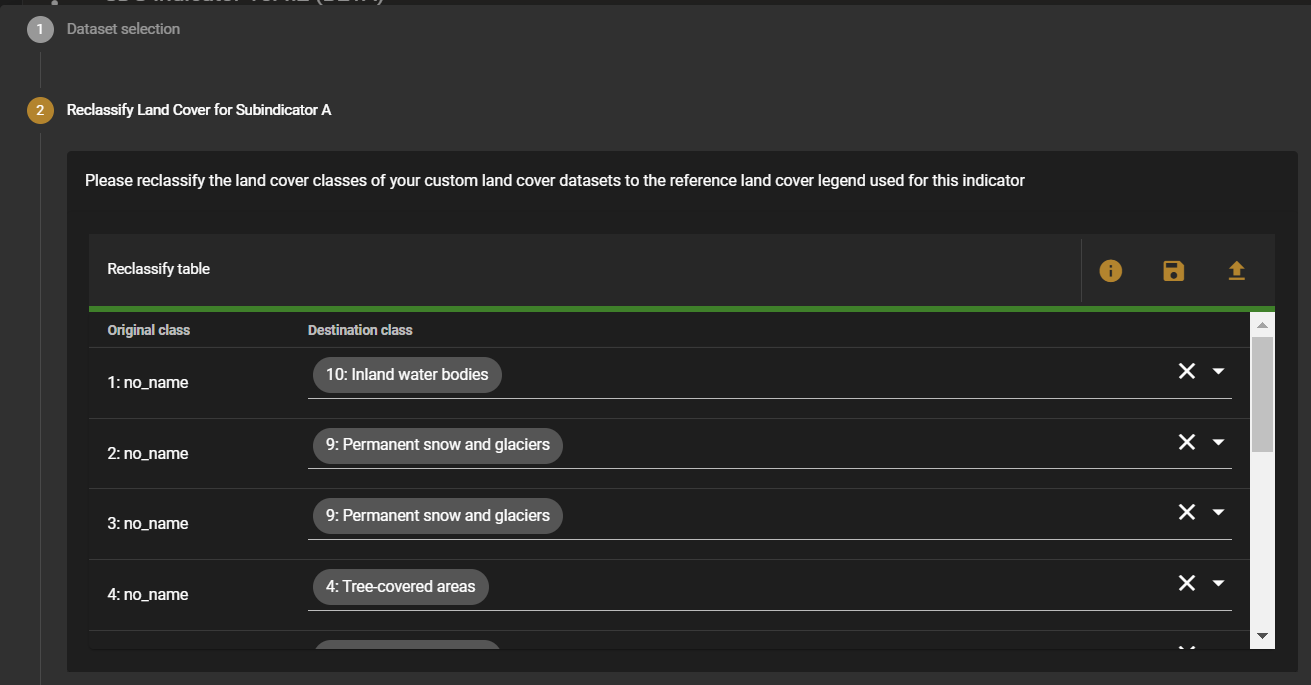 1 Dataset selection
2 Reclassify Land Cover for Subindicator A
Please reclassify the land cover classes of your custom land cover datasets to the reference land cover legend used for this indicator
Reclassify table
Original class Destination class
1: no_name 10: Inland water bodies
2: no_name 9: Permanent snow and glaciers
3: no_name 9: Permanent snow and glaciers
4: no_name 4: Tree-covered areas